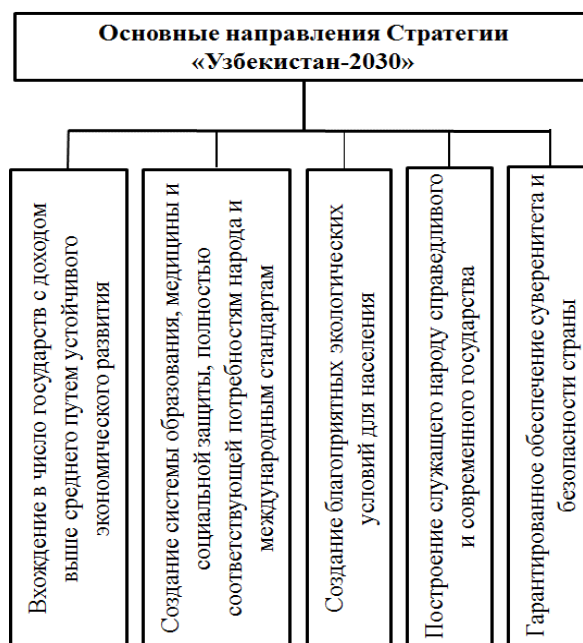 Основные направления Стратегии
«Узбекистан-2030»
Вхождение в число государств с доходом
выше среднего путем устойчивого
экономического развития
Создание системы образования, медицины и
социальной защиты, полностью
соответствующей потребностям народа и
международным стандартам
Создание благоприятных экологических
условий для населения
Построение служащего народу справедливого
и современного государства
Гарантированное обеспечение суверенитета и
безопасности страны